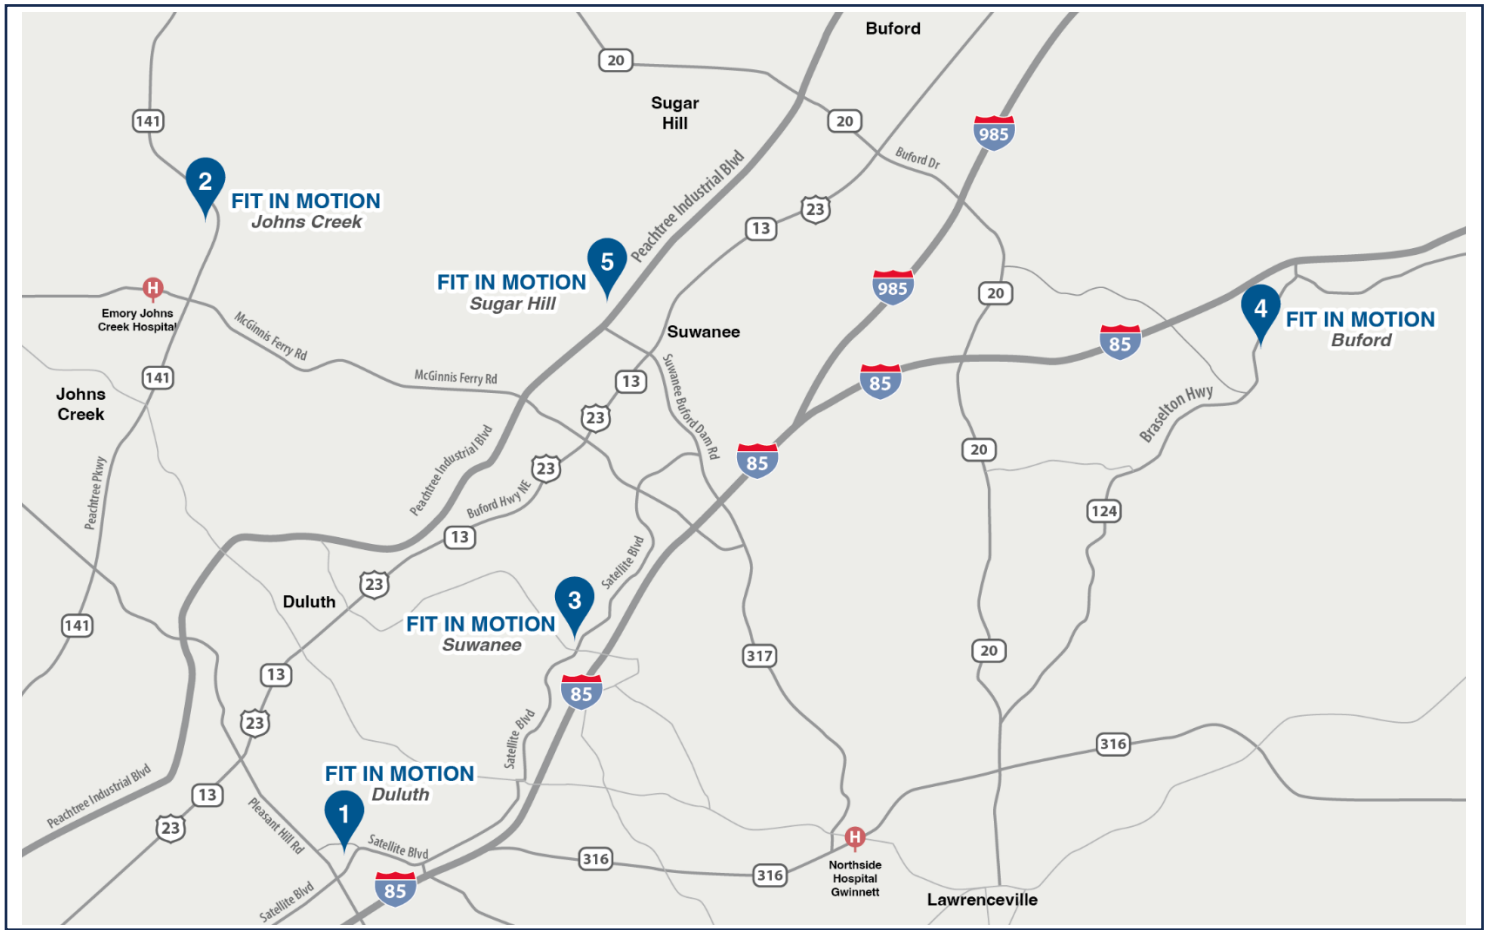 Buford
20
Sugar
Hill
141
20
985
Buford Dr
Peachtree Industrial Blvd
2
FIT IN MOTION
Johns Creek
23
13
5
FIT IN MOTION
Sugar Hill
H
Emory Johns
Creek Hospital
McGinnis Ferry Rd
985
20
4
FIT IN MOTION
Buford
Suwanee
85
141
McGinnis Ferry Rd
13
85
Johns
Creek
Suwanee Buford Dam Rd
23
Braselton Hwy
Peachtree Industrial Blvd
23
85
20
Peachtree Pkwy
Buford Hwy NE
124
13
Satellite Blvd
23
Duluth
3
FIT IN MOTION
Suwanee
141
317
20
13
85
23
Satellite Blvd
316
FIT IN MOTION
Duluth
Peachtree Industrial Blvd
13
1
23
Pleasant Hill Rd
Satellite Blvd
H
316
Northside
Hospital
Gwinnett
316
85
Satellite Blvd
Lawrenceville